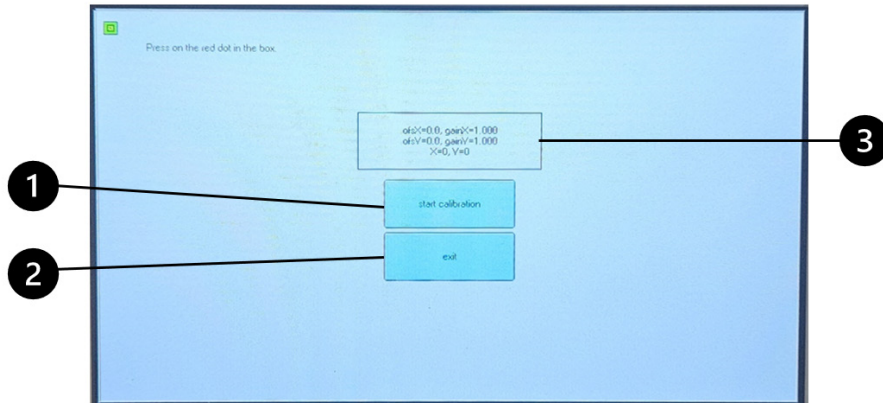 Press on the red dot in the box.
ofsX=0.0, gainX=1.000
ofsY=0.0, gainY=1.000
X=0, Y=0
3
1
start calibration
2
exit